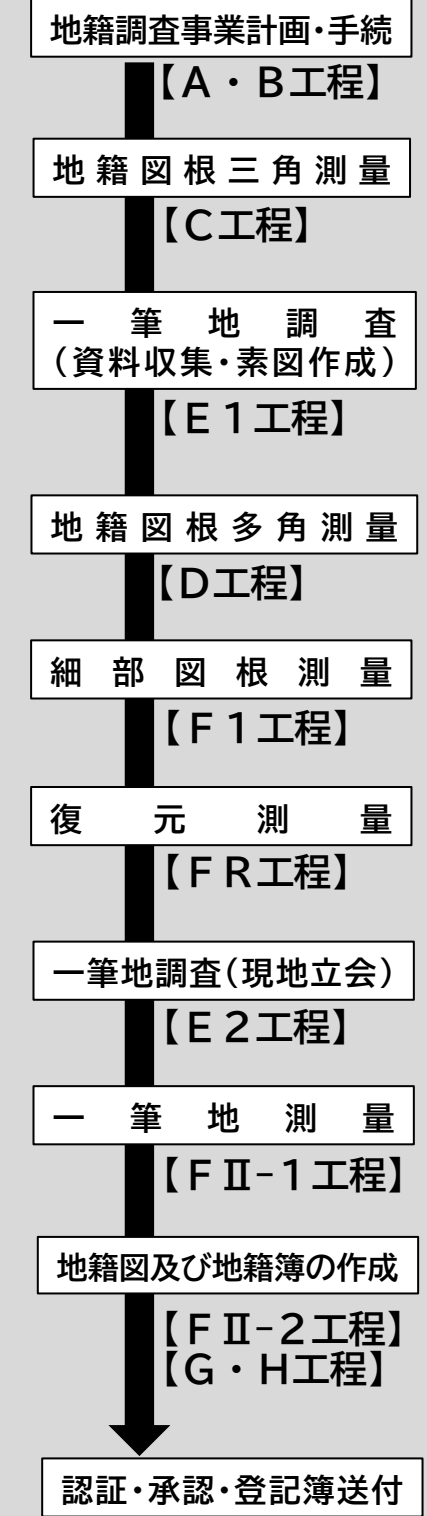 地籍調査事業計画・手続
【A・B工程】
地籍図根三角測量
【C工程】
一筆地調査
(資料収集・素図作成)
【E1工程】
地籍図根多角測量
【D工程】
細部図根測量
【F1工程】
復元測量
【FR工程】
一筆地調査(現地立会)
【E2工程】
一筆地測量
【FⅡ-1工程】
地籍図及び地籍簿の作成
【FⅡ-2工程】
【G・H工程】
認証・承認・登記簿送付